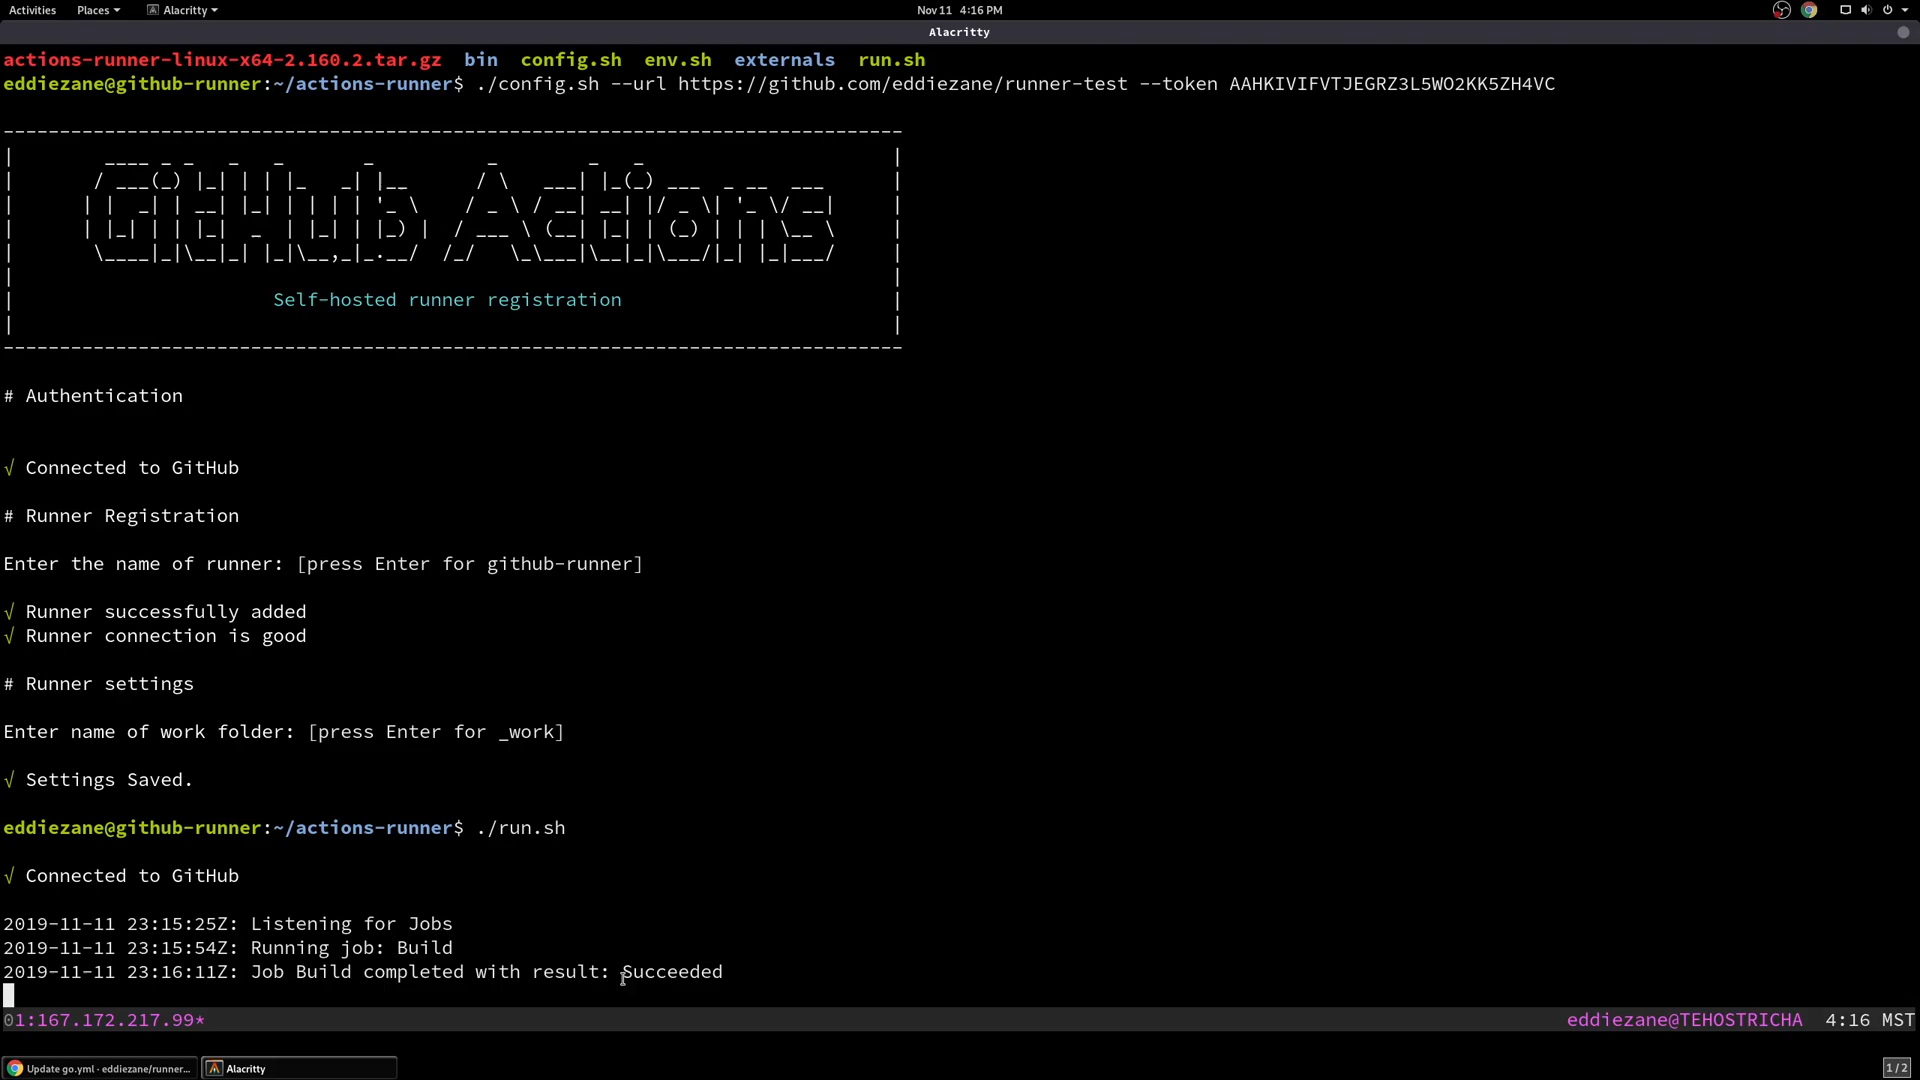 Activities Places Alacritty Nov 11 4:16 PM
Alacritty
actions-runner-linux-x64-2.160.2.tar.gz bin config.sh env.sh externals run.sh
eddiezane@github-runner:~/actions-runner$ ./config.sh --url https://github.com/eddiezane/runner-test --token AAHKIVIFVTJEGRZ3L5WO2KK5ZH4VC
GitHub Actions
Self-hosted runner registration
# Authentication
√ Connected to GitHub
# Runner Registration
Enter the name of runner: [press Enter for github-runner]
√ Runner successfully added
√ Runner connection is good
# Runner settings
Enter name of work folder: [press Enter for _work]
√ Settings Saved.
eddiezane@github-runner:~/actions-runner$ ./run.sh
√ Connected to GitHub
2019-11-11 23:15:25Z: Listening for Jobs
2019-11-11 23:15:54Z: Running job: Build
2019-11-11 23:16:11Z: Job Build completed with result: Succeeded
01:167.172.217.99* eddiezane@TEHOSTRICHA 4:16 MST
Update go.yml · eddiezane/runner... Alacritty 1/2